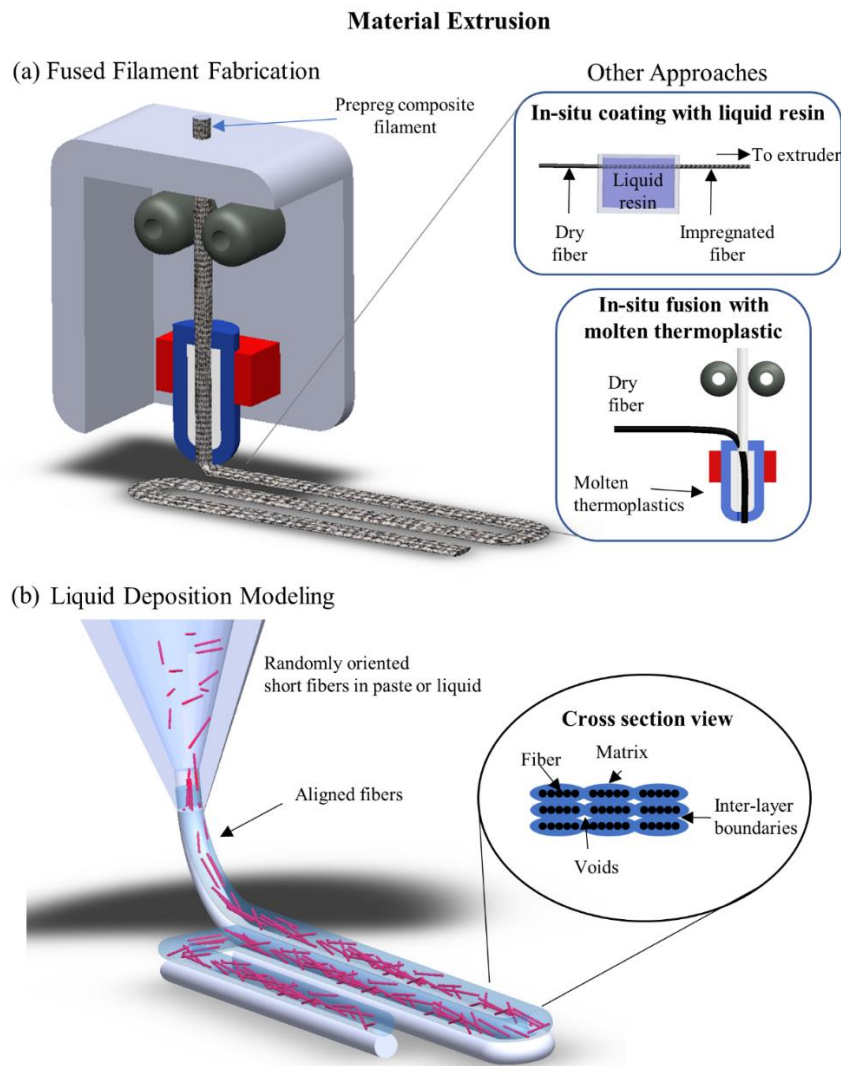 Material Extrusion
(a) Fused Filament Fabrication
Other Approaches
Prepreg composite
filament
In-situ coating with liquid resin
To extruder
Liquid
resin
Dry
fiber
Impregnated
fiber
In-situ fusion with
molten thermoplastic
Dry
fiber
Molten
thermoplastics
(b) Liquid Deposition Modeling
Randomly oriented
short fibers in paste or liquid
Aligned fibers
Cross section view
Fiber
Matrix
Inter-layer
boundaries
Voids